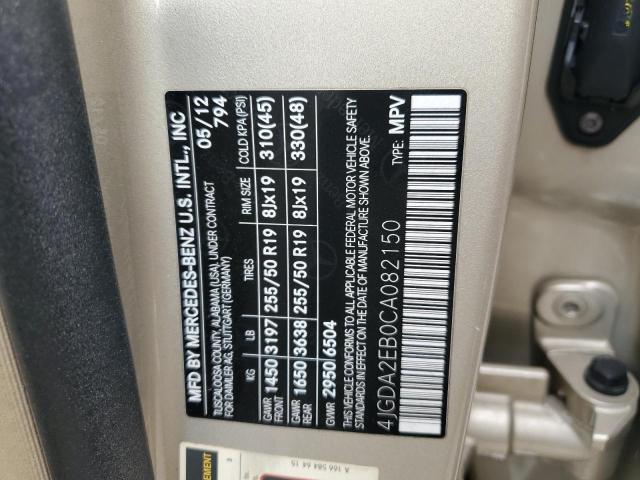 MFD BY MERCEDES-BENZ U.S. INTL., INC
TUSCALOOSA COUNTY, ALABAMA (USA), UNDER CONTRACT
FOR DAIMLER AG, STUTTGART (GERMANY)
05/12
794
KG LB TIRES RIM SIZE COLD KPA (PSI)
GAWR FRONT 1450 3197 255/50 R19 8Jx19 310(45)
GAWR REAR 1650 3638 255/50 R19 8Jx19 330(48)
GVWR 2950 6504
THIS VEHICLE CONFORMS TO ALL APPLICABLE FEDERAL MOTOR VEHICLE SAFETY
STANDARDS IN EFFECT ON THE DATE OF MANUFACTURE SHOWN ABOVE.
4JGDA2EB0CA082150 TYPE: MPV
A 166 584 64 15
3